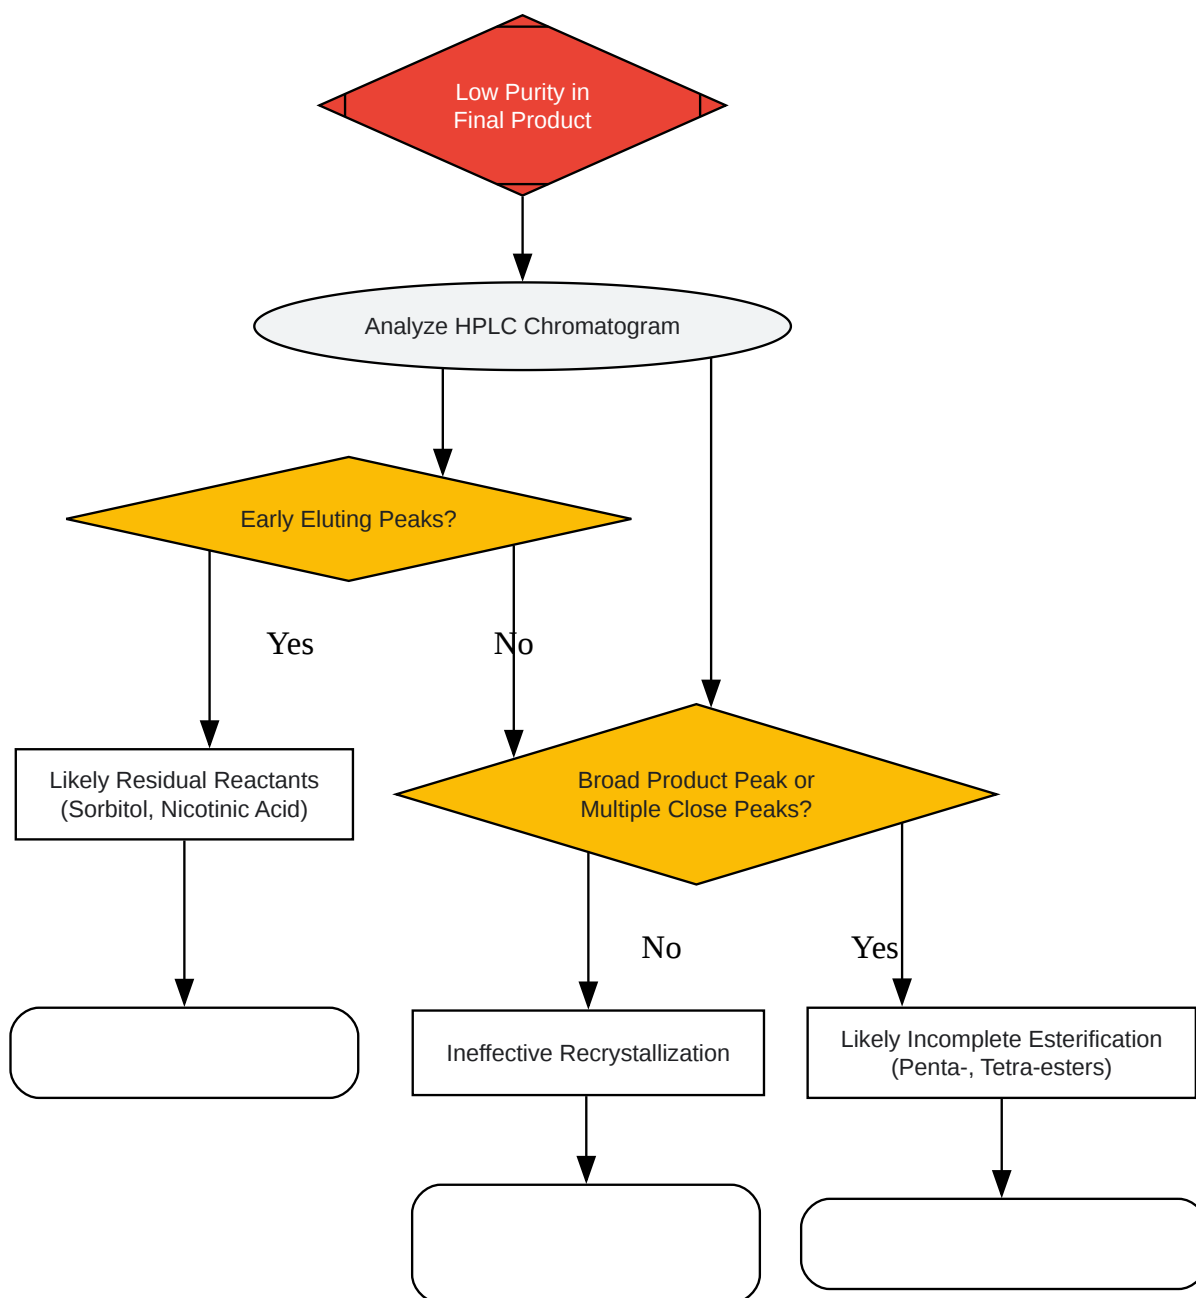 Low Purity in
Final Product
Analyze HPLC Chromatogram
Early Eluting Peaks?
Yes
No
Likely Residual Reactants
(Sorbitol, Nicotinic Acid)
Broad Product Peak or
Multiple Close Peaks?
No
Yes
Ineffective Recrystallization
Likely Incomplete Esterification
(Penta-, Tetra-esters)